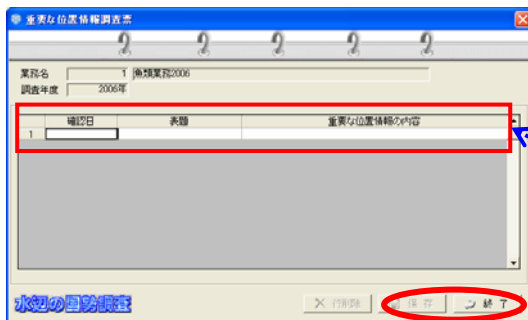 重要な位置情報調査票
業務名 1 魚類業務2006
調査年度 2006年
確認日 表題 重要な位置情報の内容
1
水辺の国勢調査 行削除 保存 終了